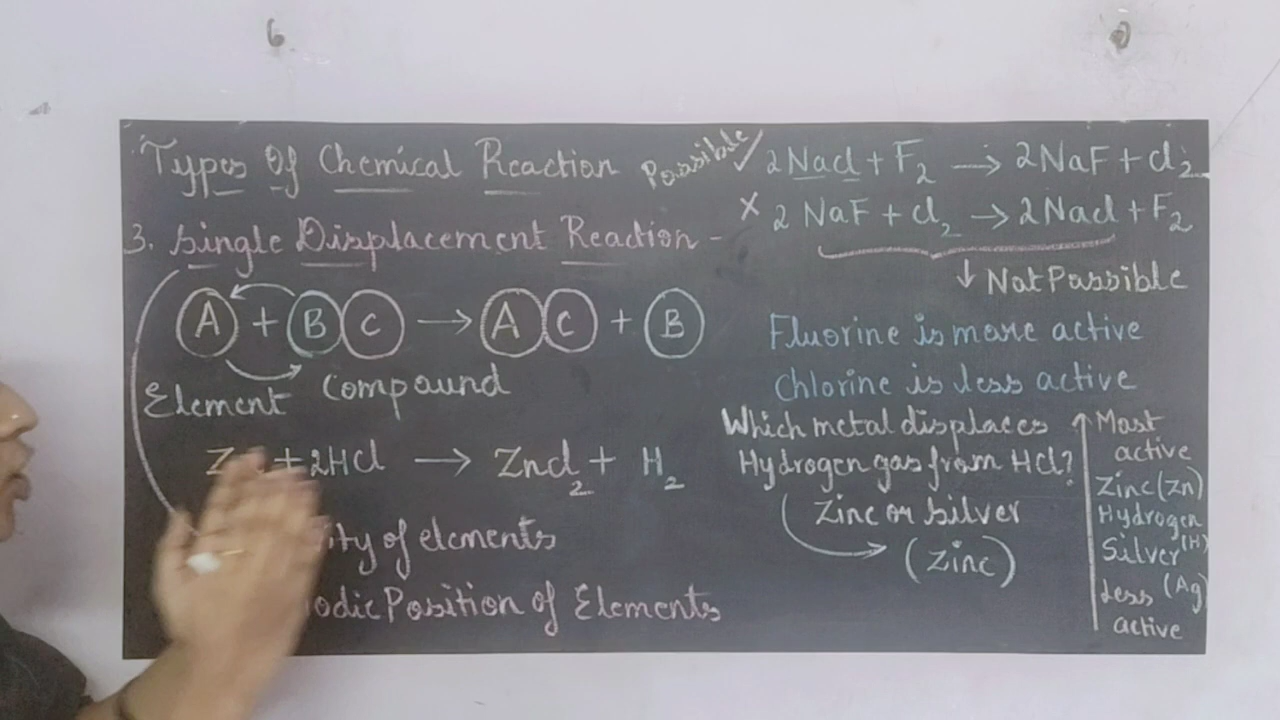 Types Of Chemical Reaction
3. Single Displacement Reaction -
A + B C → A C + B
Element Compound
Z +2HCl → ZnCl2 + H2
ity of elements
odic Position of Elements
Possible ✓ 2NaCl + F2 → 2NaF + Cl2
X 2 NaF + Cl2 → 2NaCl + F2
↓ Not Possible
Fluorine is more active
Chlorine is less active
Which metal displaces
Hydrogen gas from HCl?
Zinc or Silver
(Zinc)
Most
active
Zinc(Zn)
Hydrogen
(H)
Silver
(Ag)
Less
active